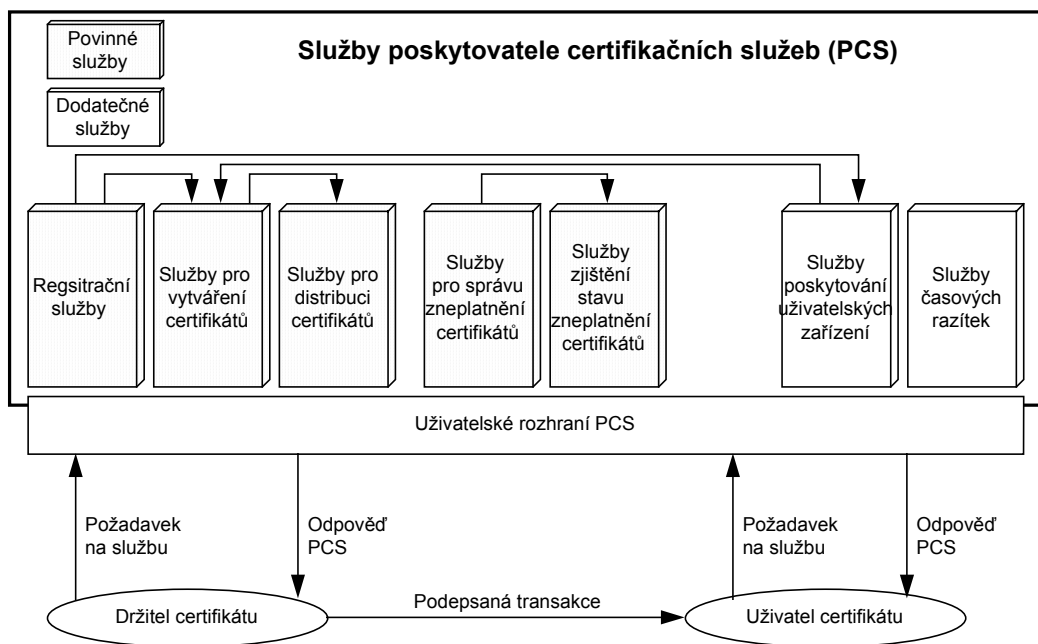 Povinné
služby
Služby poskytovatele certifikačních služeb (PCS)
Dodatečné
služby
Regsitrační
služby
Služby pro
vytváření
certifikátů
Služby pro
distribuci
certifikátů
Služby
pro správu
zneplatnění
certifikátů
Služby
zjištění
stavu
zneplatnění
certifikátů
Služby
poskytování
uživatelských
zařízení
Služby
časových
razítek
Uživatelské rozhraní PCS
Požadavek
na službu
Odpověď
PCS
Požadavek
na službu
Odpověď
PCS
Držitel certifikátu
Podepsaná transakce
Uživatel certifikátu